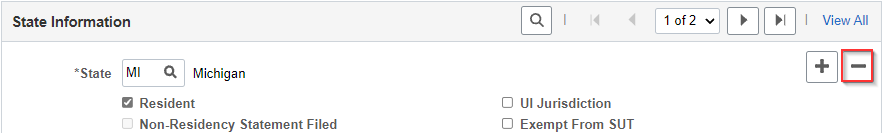 State Information 1 of 2 View All
*State MI Michigan
Resident UI Jurisdiction
Non-Residency Statement Filed Exempt From SUT